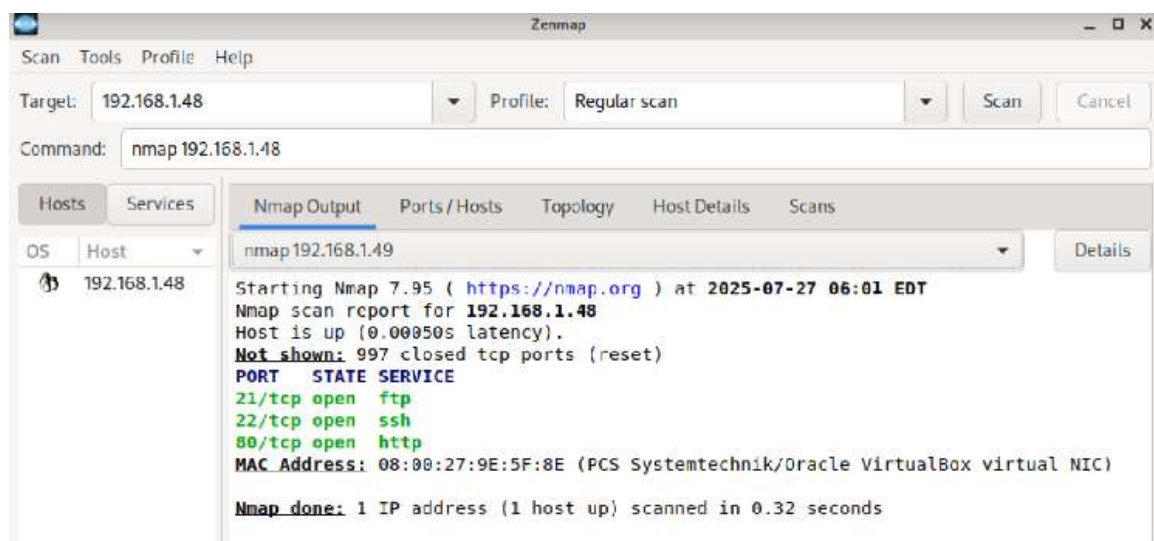 Zenmap
Scan Tools Profile Help
Target: 192.168.1.48 Profile: Regular scan Scan Cancel
Command: nmap 192.168.1.48
Hosts Services Nmap Output Ports / Hosts Topology Host Details Scans
OS Host nmap 192.168.1.49 Details
192.168.1.48
Starting Nmap 7.95 ( https://nmap.org ) at 2025-07-27 06:01 EDT
Nmap scan report for 192.168.1.48
Host is up (0.00050s latency).
Not shown: 997 closed tcp ports (reset)
PORT STATE SERVICE
21/tcp open ftp
22/tcp open ssh
80/tcp open http
MAC Address: 08:00:27:9E:5F:8E (PCS Systemtechnik/Oracle VirtualBox virtual NIC)
Nmap done: 1 IP address (1 host up) scanned in 0.32 seconds